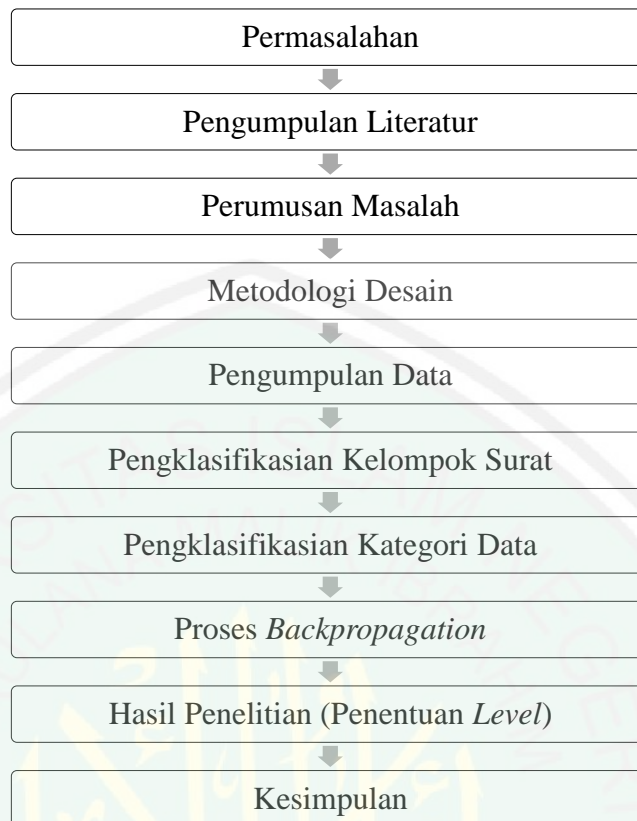 Permasalahan
Pengumpulan Literatur
Perumusan Masalah
Metodologi Desain
Pengumpulan Data
Pengklasifikasian Kelompok Surat
Pengklasifikasian Kategori Data
Proses Backpropagation
Hasil Penelitian (Penentuan Level)
Kesimpulan